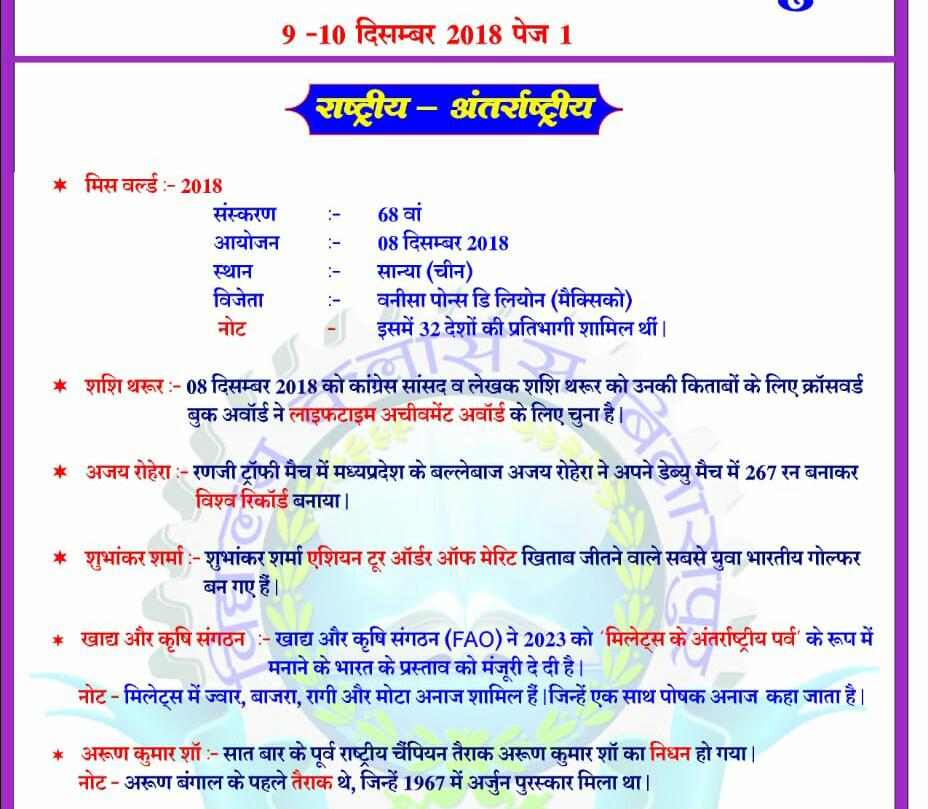 9 -10 दिसम्बर 2018 पेज 1
राष्ट्रीय – अंतर्राष्ट्रीय
✶ मिस वर्ल्ड :- 2018
संस्करण :- 68 वां
आयोजन :- 08 दिसम्बर 2018
स्थान :- सान्या (चीन)
विजेता :- वनीसा पोन्स डि लियोन (मैक्सिको)
नोट - इसमें 32 देशों की प्रतिभागी शामिल थीं।
✶ शशि थरूर :- 08 दिसम्बर 2018 को कांग्रेस सांसद व लेखक शशि थरूर को उनकी किताबों के लिए क्रॉसवर्ड
बुक अवॉर्ड ने लाइफटाइम अचीवमेंट अवॉर्ड के लिए चुना है।
✶ अजय रोहेरा :- रणजी ट्रॉफी मैच में मध्यप्रदेश के बल्लेबाज अजय रोहेरा ने अपने डेब्यु मैच में 267 रन बनाकर
विश्व रिकॉर्ड बनाया।
✶ शुभांकर शर्मा :- शुभांकर शर्मा एशियन टूर ऑर्डर ऑफ मेरिट खिताब जीतने वाले सबसे युवा भारतीय गोल्फर
बन गए हैं।
✶ खाद्य और कृषि संगठन :- खाद्य और कृषि संगठन (FAO) ने 2023 को 'मिलेट्स के अंतर्राष्ट्रीय पर्व' के रूप में
मनाने के भारत के प्रस्ताव को मंजूरी दे दी है।
नोट - मिलेट्स में ज्वार, बाजरा, रागी और मोटा अनाज शामिल हैं।जिन्हें एक साथ पोषक अनाज कहा जाता है।
✶ अरूण कुमार शॉ :- सात बार के पूर्व राष्ट्रीय चैंपियन तैराक अरूण कुमार शॉ का निधन हो गया।
नोट - अरूण बंगाल के पहले तैराक थे, जिन्हें 1967 में अर्जुन पुरस्कार मिला था।
क्लासेस बिलासपुर